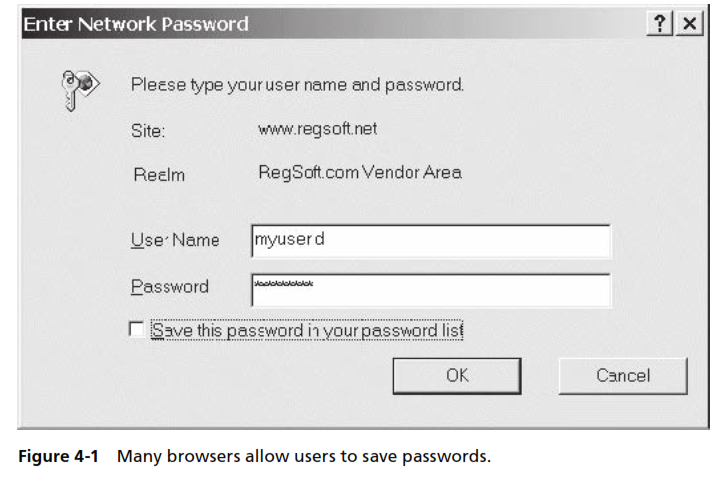 Enter Network Password
? ×
Please type your user name and password.
Site: www.regsoft.net
Realm RegSoft.com Vendor Area
User Name myuserd
Password **********
Save this password in your password list
OK Cancel
Figure 4-1 Many browsers allow users to save passwords.